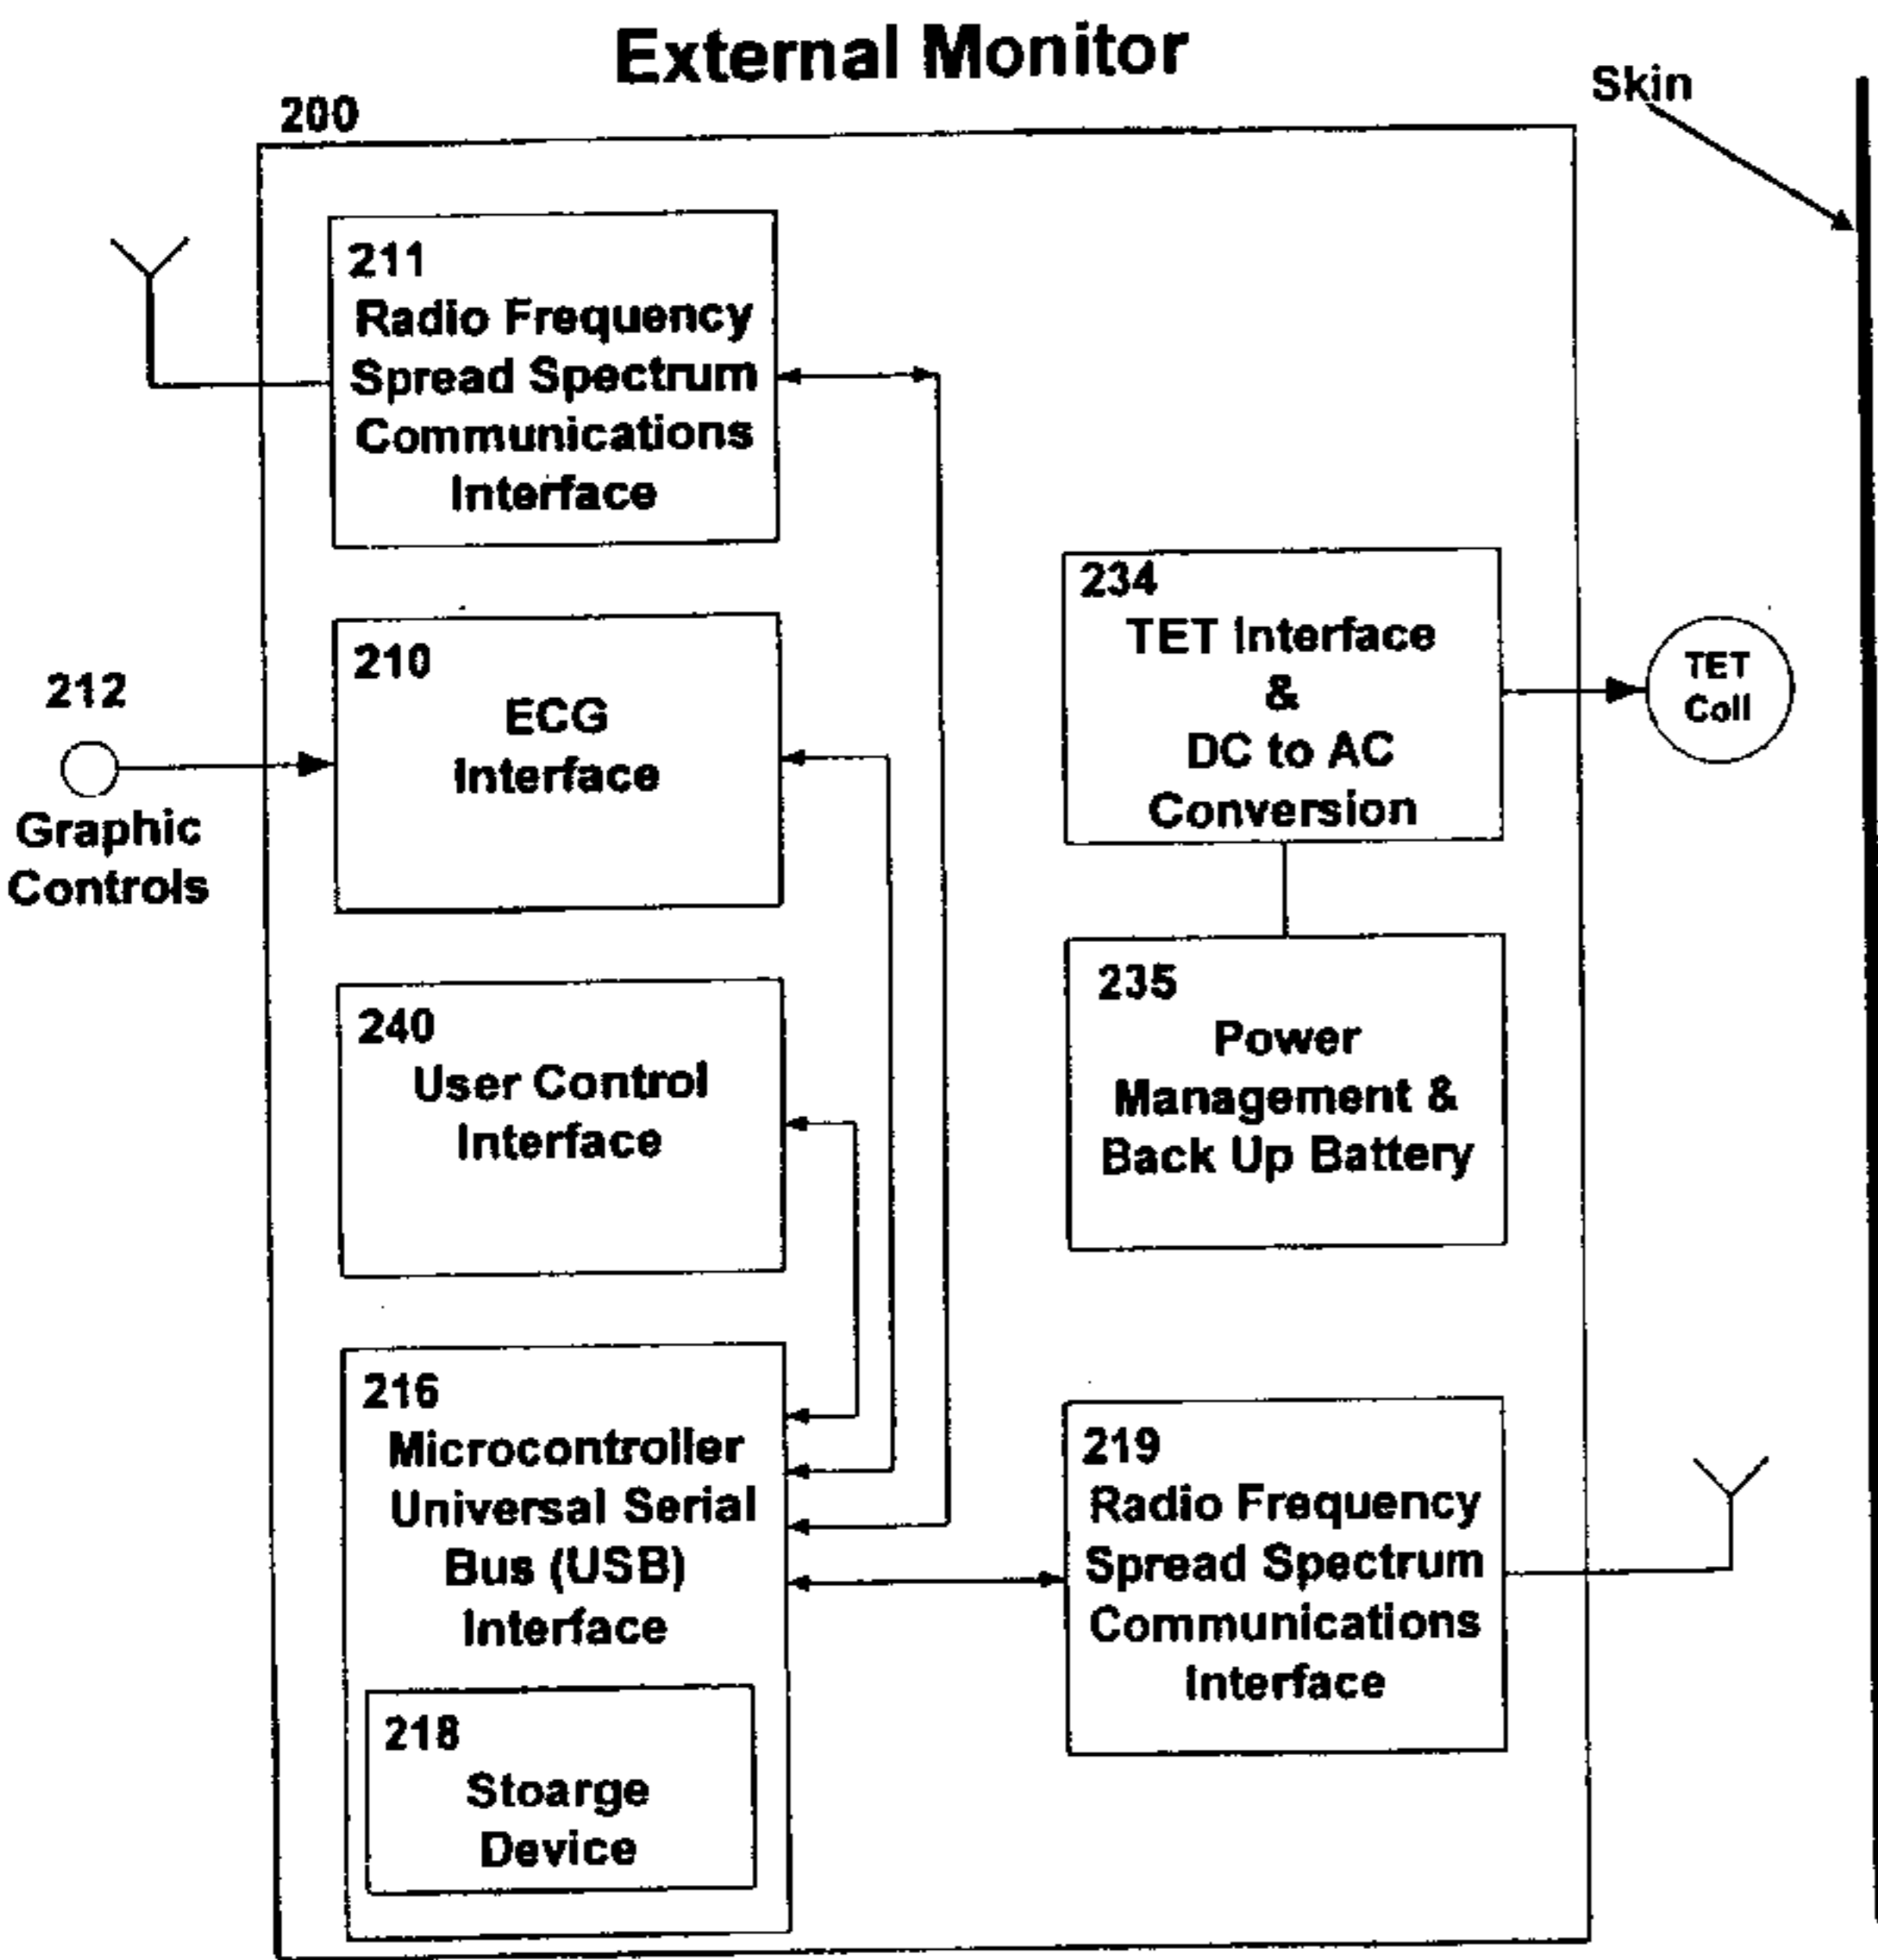 External Monitor
Skin
200
211
Radio Frequency
Spread Spectrum
Communications
Interface
210
ECG
Interface
212
Graphic
Controls
240
User Control
Interface
216
Microcontroller
Universal Serial
Bus (USB)
Interface
218
Stoarge
Device
234
TET Interface
&
DC to AC
Conversion
TET
Coil
235
Power
Management &
Back Up Battery
219
Radio Frequency
Spread Spectrum
Communications
Interface